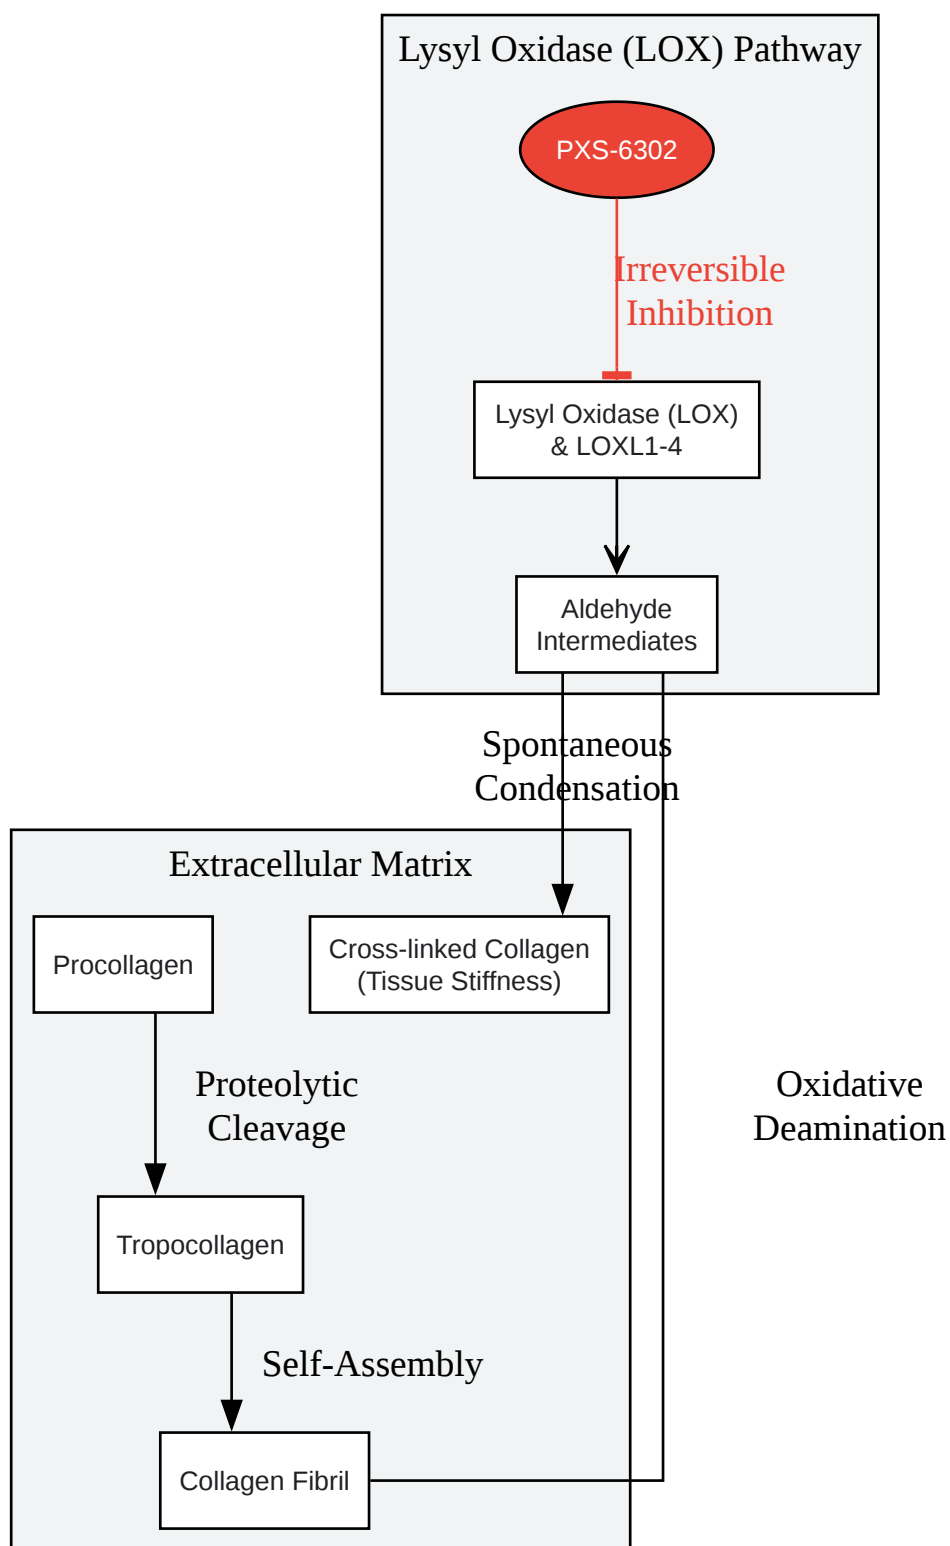 Lysyl Oxidase (LOX) Pathway
PXS-6302
Irreversible
Inhibition
Lysyl Oxidase (LOX)
& LOXL1-4
Aldehyde
Intermediates
Spontaneous
Condensation
Extracellular Matrix
Procollagen
Cross-linked Collagen
(Tissue Stiffness)
Proteolytic
Cleavage
Oxidative
Deamination
Tropocollagen
Self-Assembly
Collagen Fibril